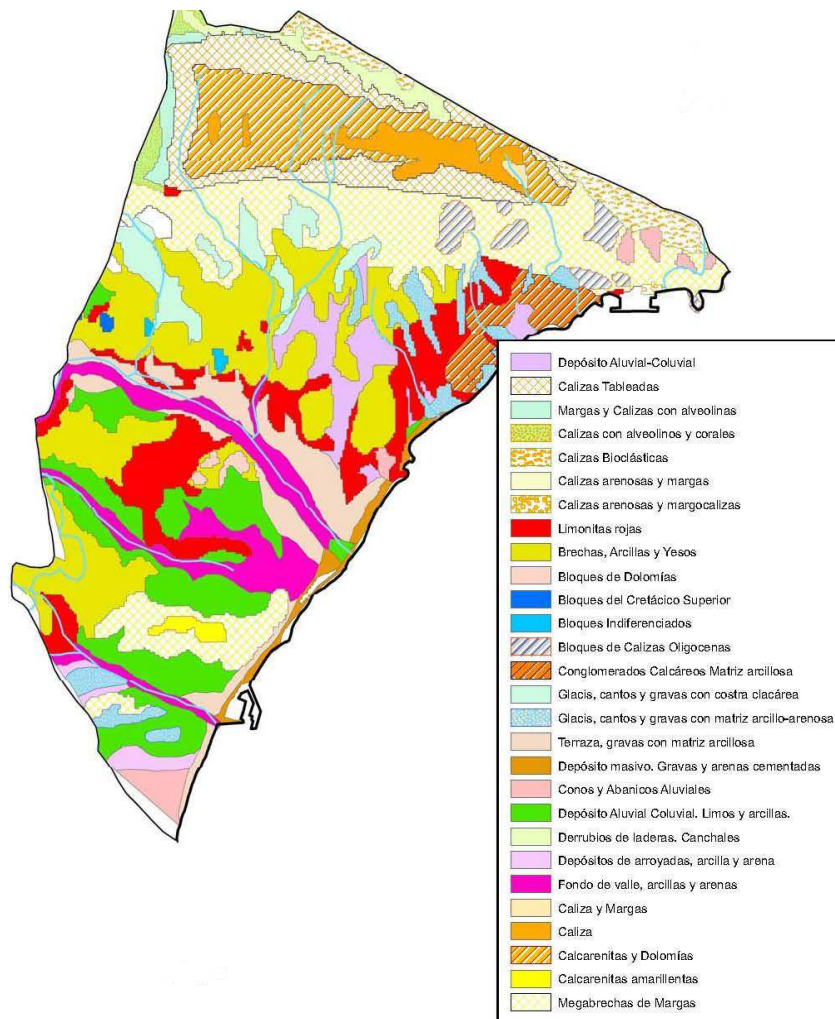 Depósito Aluvial-Coluvial
Calizas Tableadas
Margas y Calizas con alveolinas
Calizas con alveolinos y corales
Calizas Bioclásticas
Calizas arenosas y margas
Calizas arenosas y margocalizas
Limonitas rojas
Brechas, Arcillas y Yesos
Bloques de Dolomías
Bloques del Cretácico Superior
Bloques Indiferenciados
Bloques de Calizas Oligocenas
Conglomerados Calcáreos Matriz arcillosa
Glacis, cantos y gravas con costra clacárea
Glacis, cantos y gravas con matriz arcillo-arenosa
Terraza, gravas con matriz arcillosa
Depósito masivo. Gravas y arenas cementadas
Conos y Abanicos Aluviales
Depósito Aluvial Coluvial. Limos y arcillas.
Derrubios de laderas. Canchales
Depósitos de arroyadas, arcilla y arena
Fondo de valle, arcillas y arenas
Caliza y Margas
Caliza
Calcarenitas y Dolomías
Calcarenitas amarillentas
Megabrechas de Margas